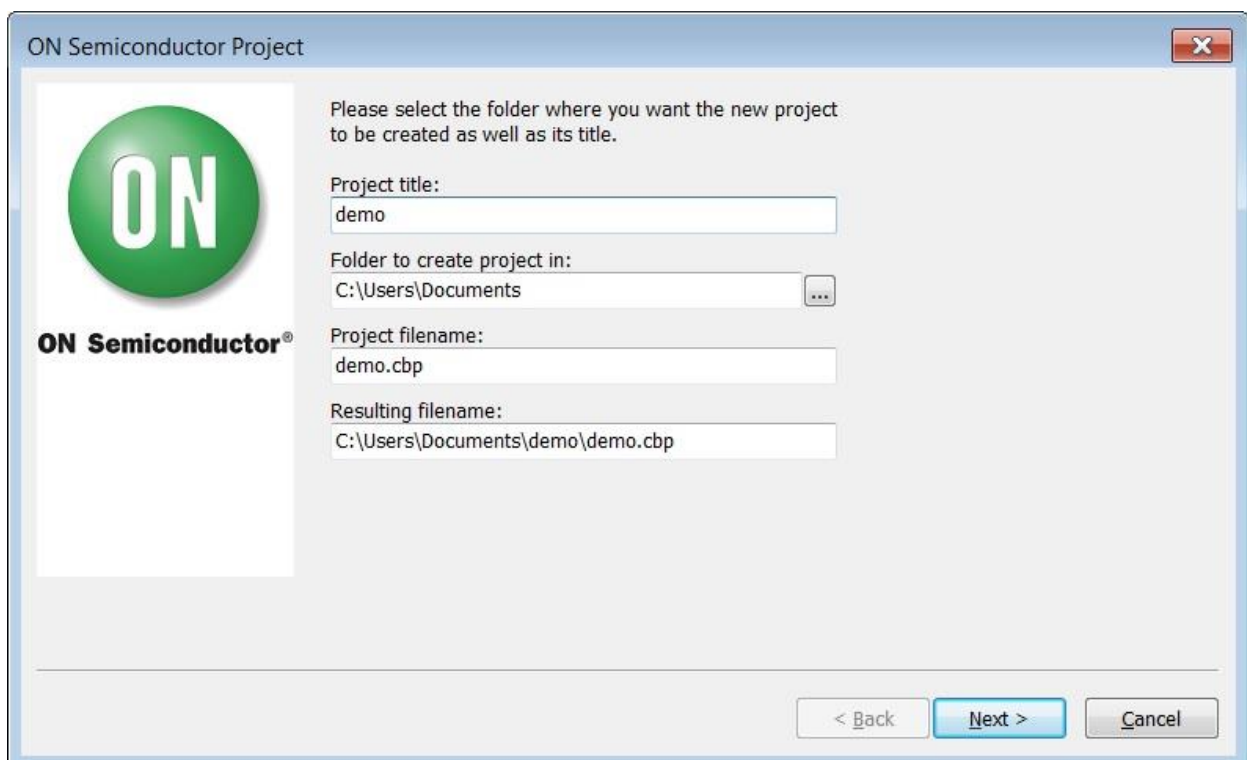 ON Semiconductor Project
ON
ON Semiconductor®
Please select the folder where you want the new project
to be created as well as its title.
Project title:
demo
Folder to create project in:
C:\Users\Documents
...
Project filename:
demo.cbp
Resulting filename:
C:\Users\Documents\demo\demo.cbp
< Back
Next >
Cancel